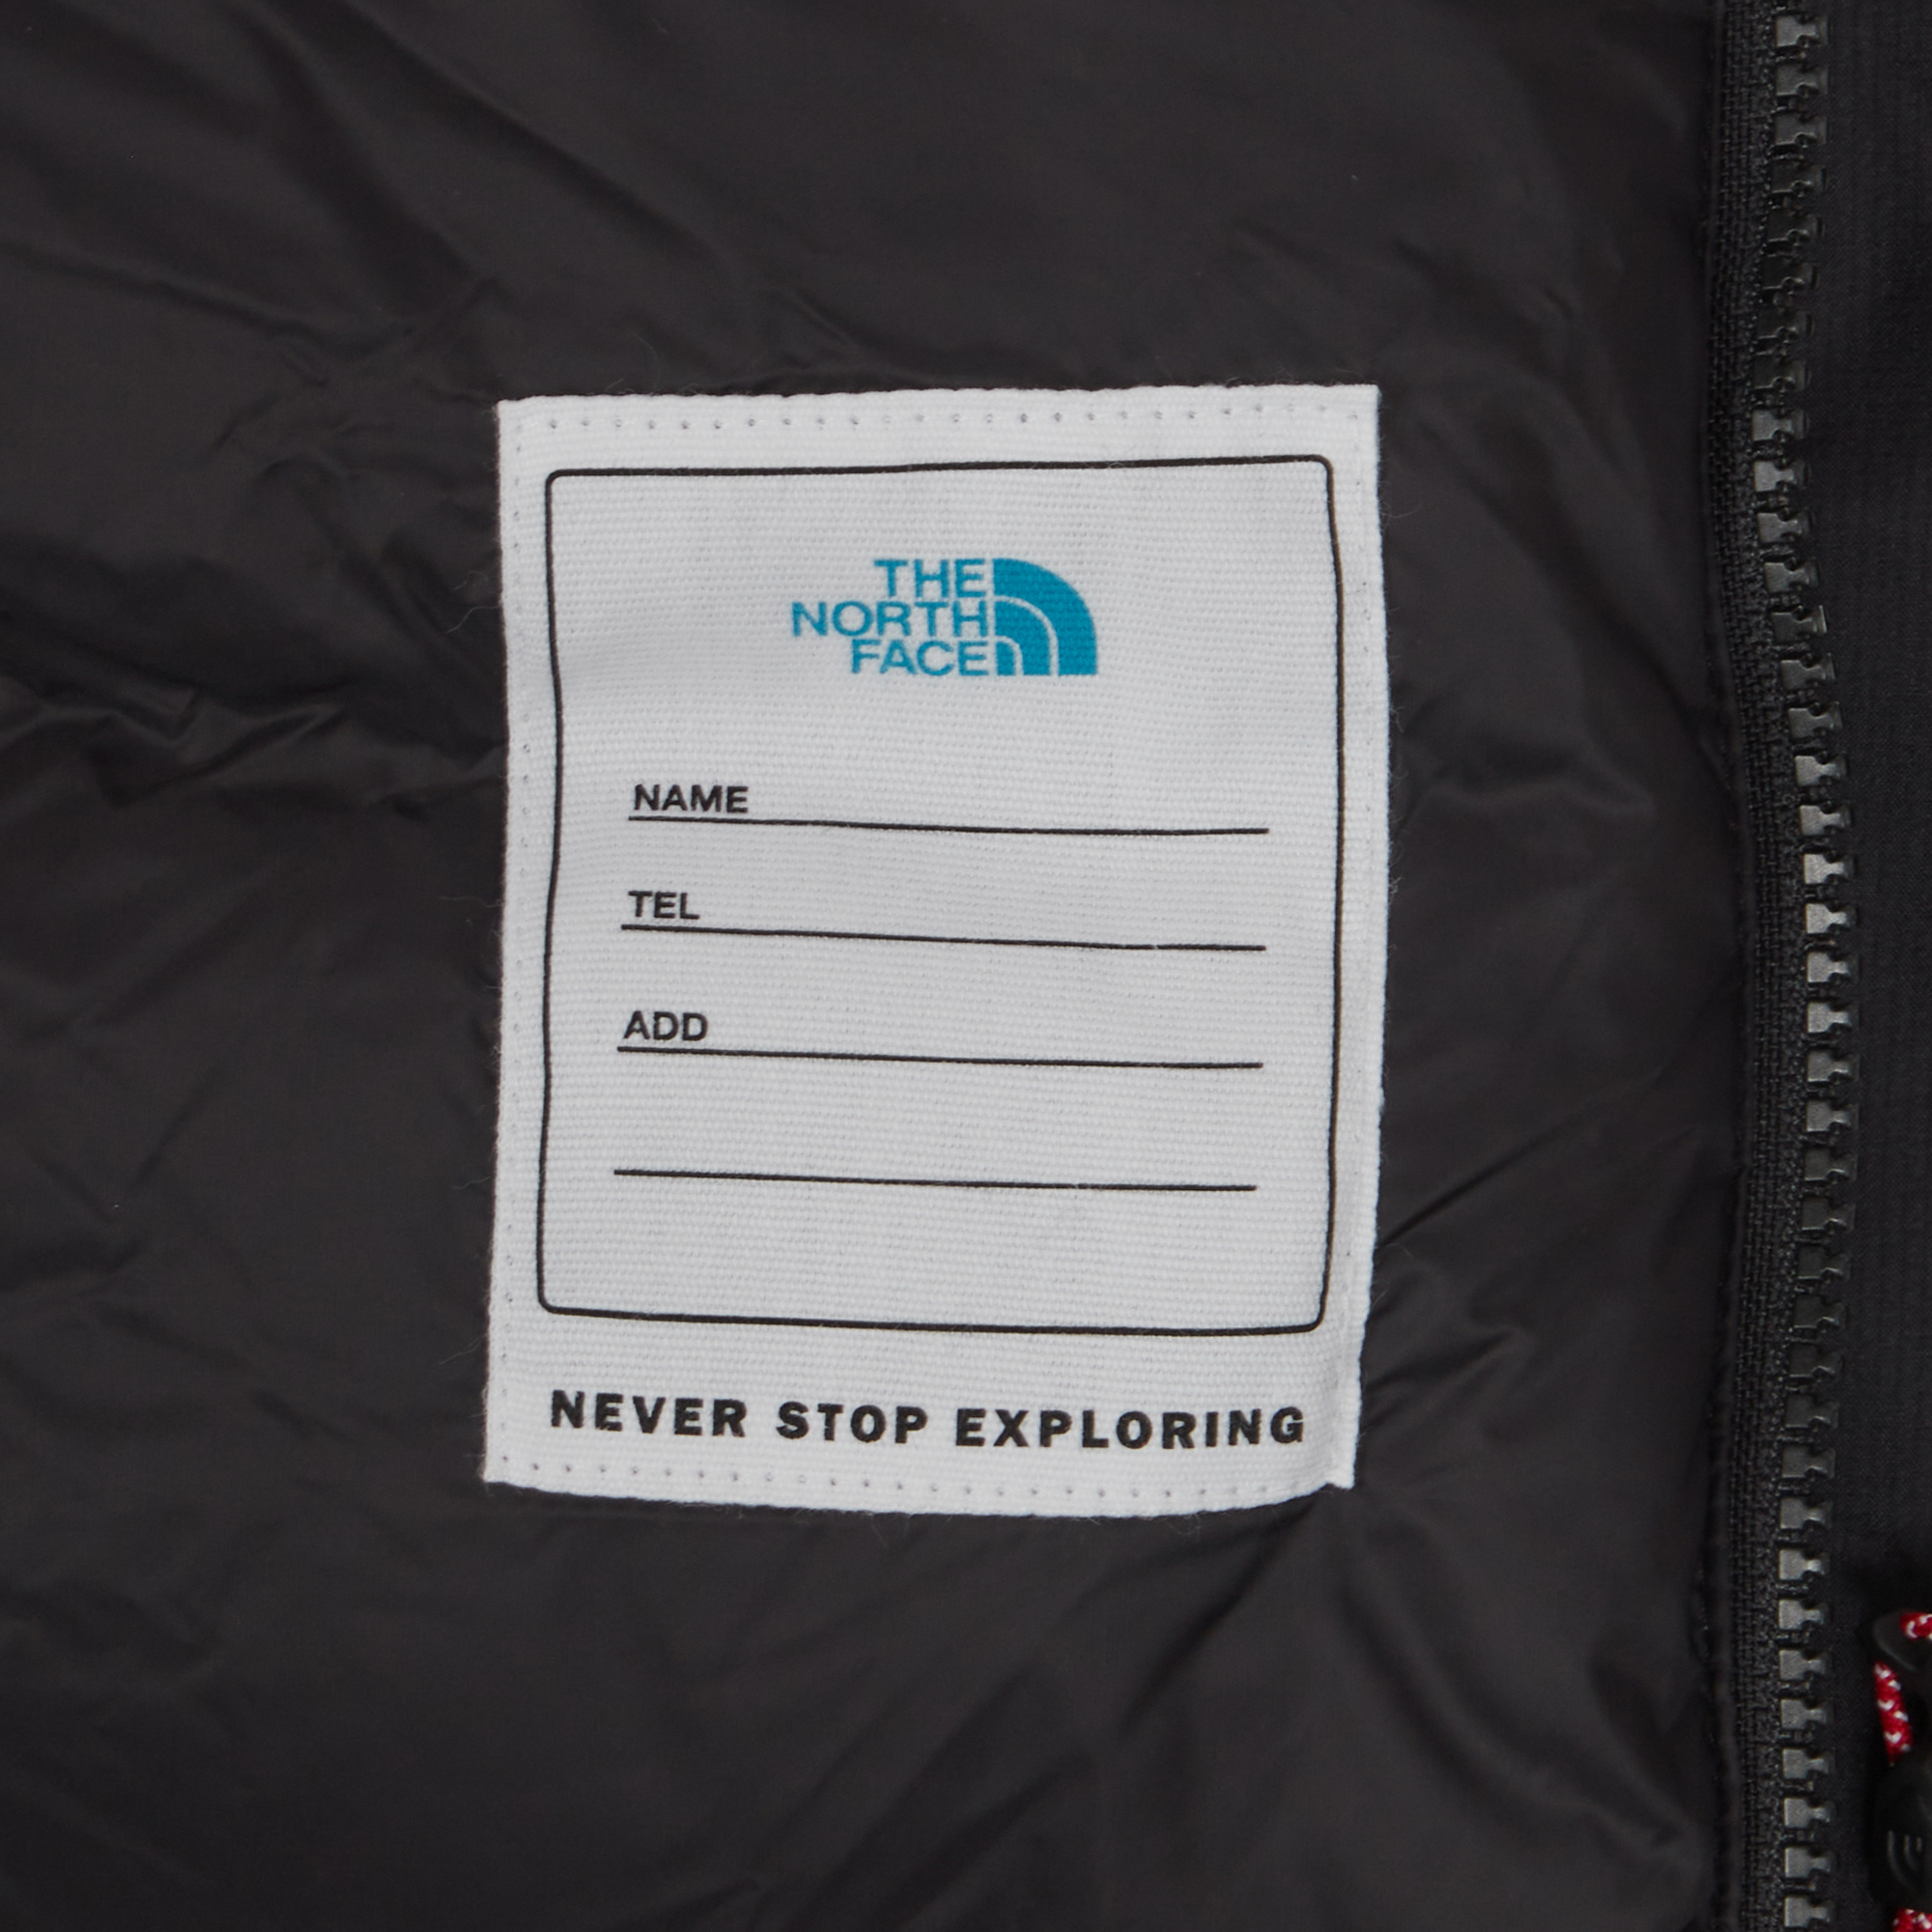 THE
NORTH
FACE
NAME
TEL
ADD
NEVER STOP EXPLORING